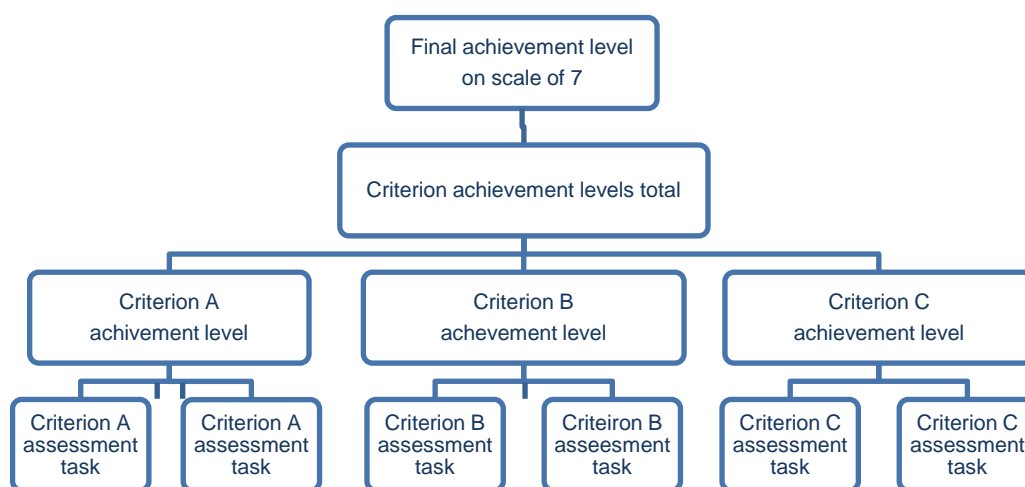 Final achievement level
on scale of 7
Criterion achievement levels total
Criterion A
achivement level
Criterion B
achevement level
Criterion C
achievement level
Criterion A
assessment
task
Criterion A
assessment
task
Criterion B
assessment
task
Criteiron B
asseesment
task
Criterion C
assessment
task
Criterion C
assessment
task